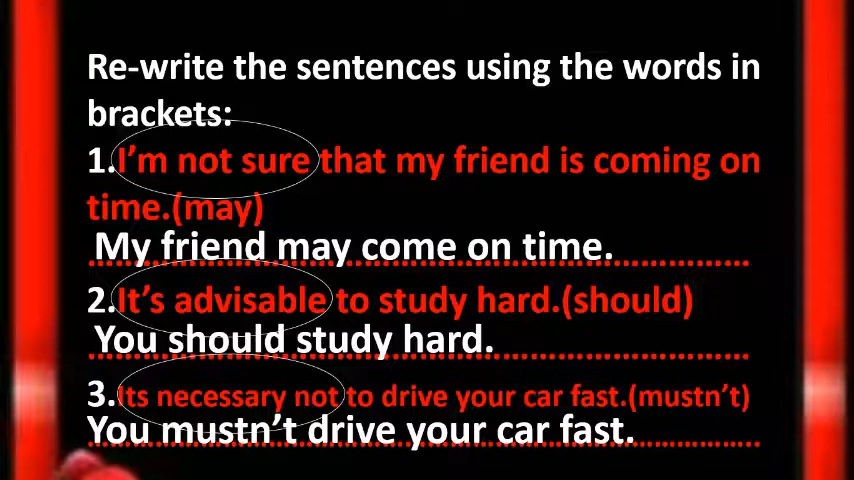 Re-write the sentences using the words in
brackets:
1.I'm not sure that my friend is coming on
time.(may)
My friend may come on time.
2.It's advisable to study hard.(should)
You should study hard.
3.Its necessary not to drive your car fast.(mustn't)
You mustn't drive your car fast.